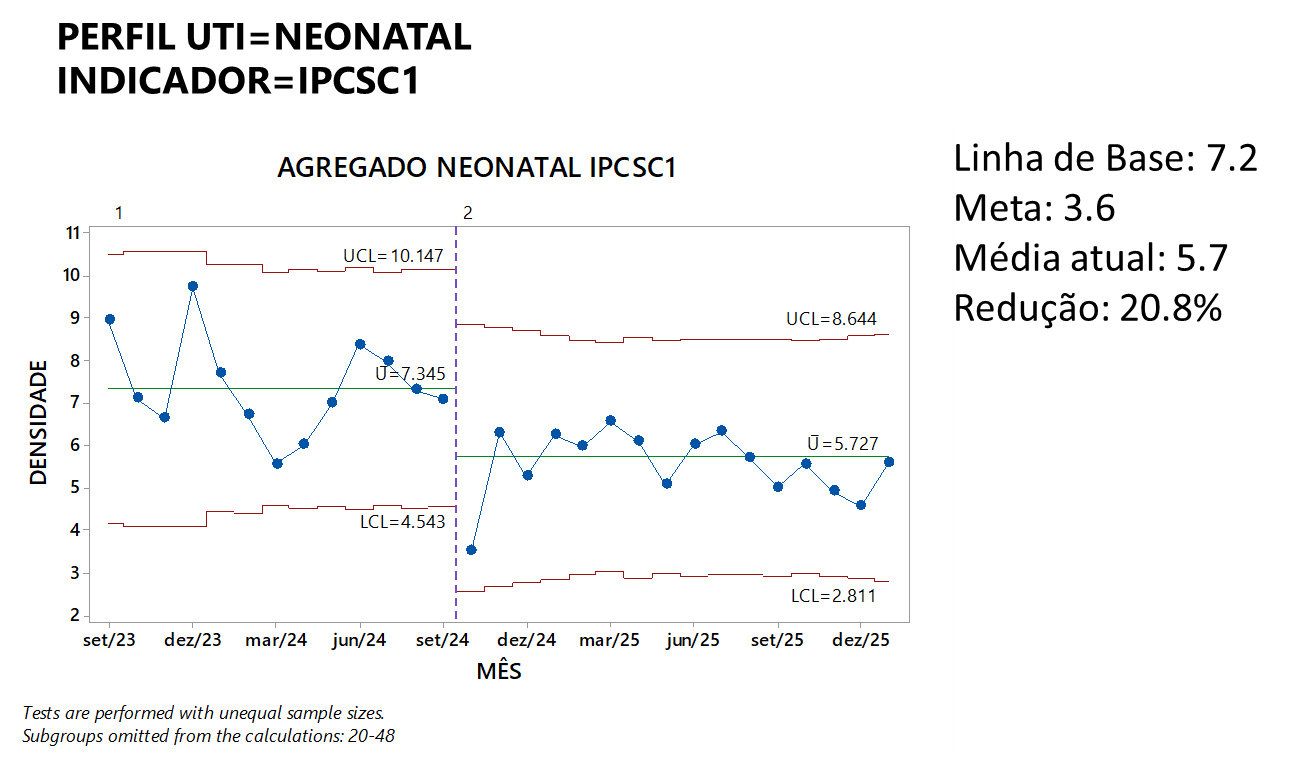 PERFIL UTI=NEONATAL
INDICADOR=IPCSC1
AGREGADO NEONATAL IPCSC1
Linha de Base: 7.2
Meta: 3.6
Média atual: 5.7
Redução: 20.8%
1
2
11
10
9
8
7
6
5
4
3
2
DENSIDADE
UCL=10.147
U̅=7.345
LCL=4.543
UCL=8.644
U̅=5.727
LCL=2.811
set/23
dez/23
mar/24
jun/24
set/24
dez/24
mar/25
jun/25
set/25
dez/25
MÊS
Tests are performed with unequal sample sizes.
Subgroups omitted from the calculations: 20-48